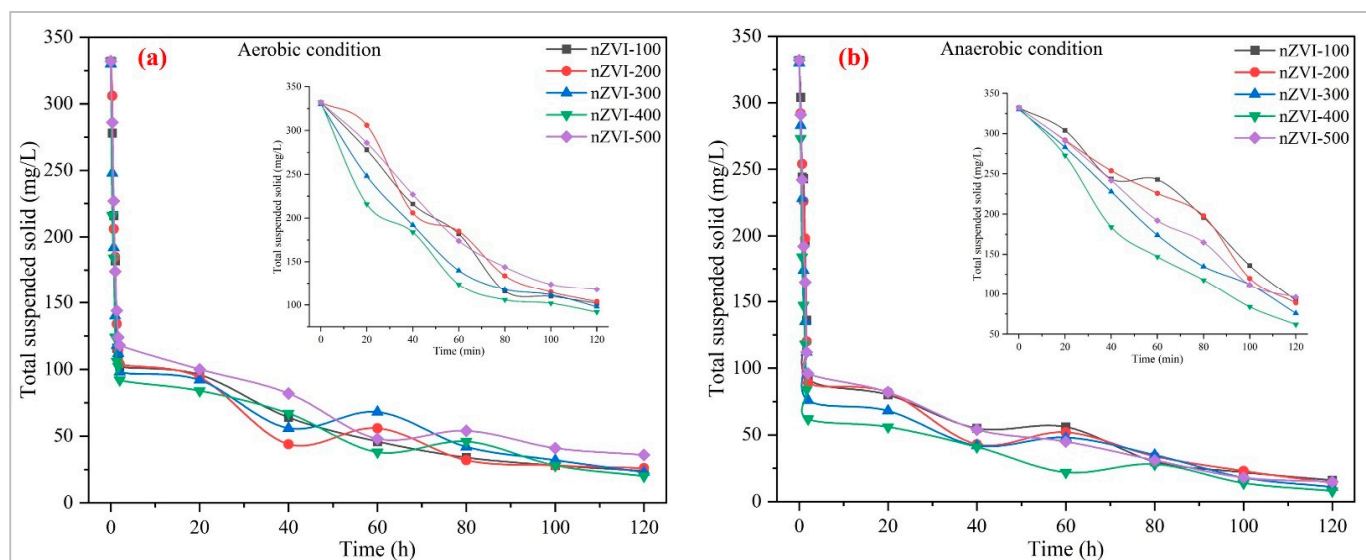 (a)
Aerobic condition
nZVI-100
nZVI-200
nZVI-300
nZVI-400
nZVI-500
Total suspended solid (mg/L)
350
300
250
200
150
100
50
0
0 20 40 60 80 100 120
Time (h)
Total suspended solid (mg/L)
350
300
250
200
150
100
0 20 40 60 80 100 120
Time (min)
(b)
Anaerobic condition
nZVI-100
nZVI-200
nZVI-300
nZVI-400
nZVI-500
Total suspended solid (mg/L)
350
300
250
200
150
100
50
0
0 20 40 60 80 100 120
Time (h)
Total suspended solid (mg/L)
350
300
250
200
150
100
50
0 20 40 60 80 100 120
Time (min)